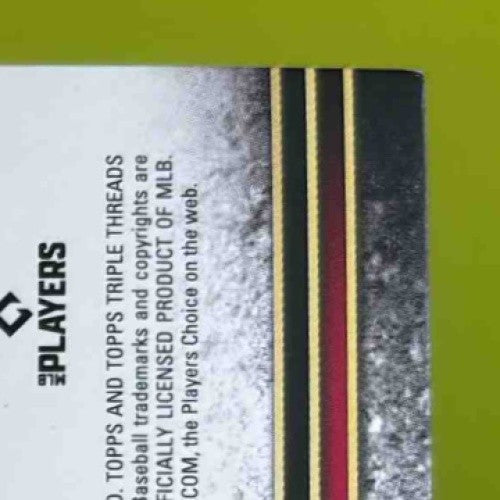 MLB PLAYERS
TOPPS AND TOPPS TRIPLE THREADS
Baseball trademarks and copyrights are
FICIALLY LICENSED PRODUCT OF MLB.
COM, the Players Choice on the web.